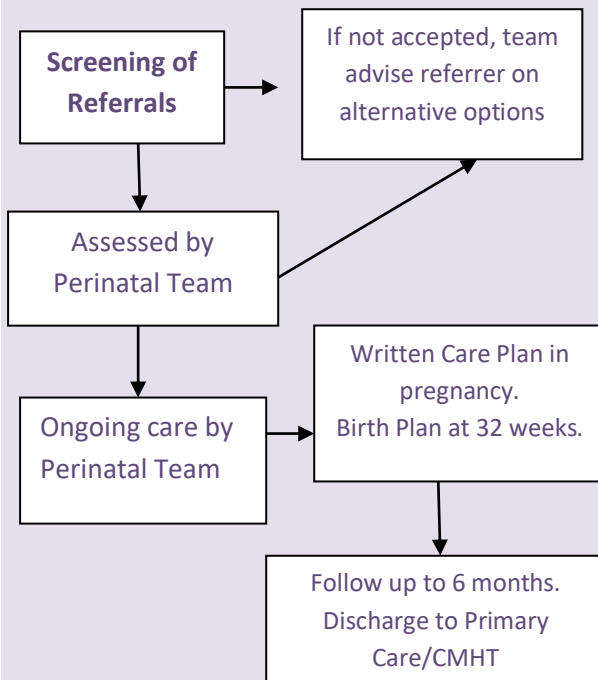 Screening of
Referrals
If not accepted, team
advise referrer on
alternative options
Assessed by
Perinatal Team
Ongoing care by
Perinatal Team
Written Care Plan in
pregnancy.
Birth Plan at 32 weeks.
Follow up to 6 months.
Discharge to Primary
Care/CMHT